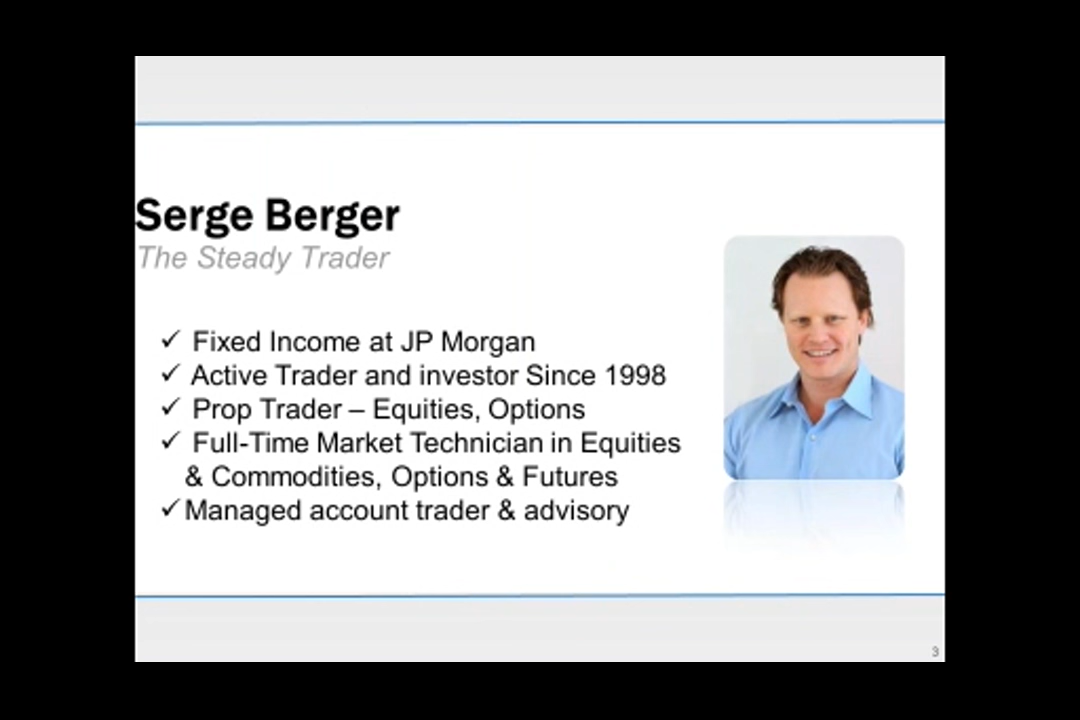 Serge Berger
The Steady Trader
✓ Fixed Income at JP Morgan
✓ Active Trader and investor Since 1998
✓ Prop Trader – Equities, Options
✓ Full-Time Market Technician in Equities
& Commodities, Options & Futures
✓Managed account trader & advisory
3